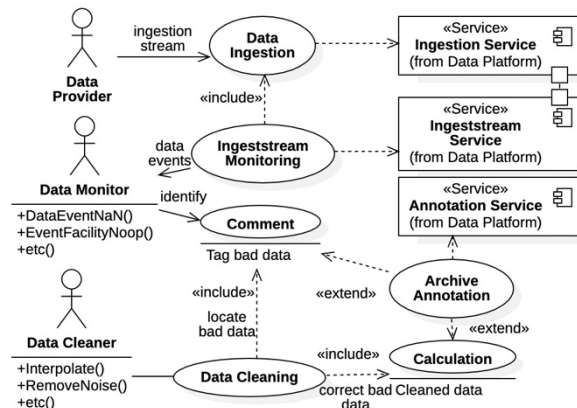 ingestion
stream
Data
Ingestion
«Service»
Ingestion Service
(from Data Platform)
Data
Provider
«include»
data
events
Ingeststream
Monitoring
«Service»
Ingeststream
Service
(from Data Platform)
Data Monitor
+DataEventNaN()
+EventFacilityNoop()
+etc()
identify
Comment
Tag bad data
«Service»
Annotation Service
(from Data Platform)
«include»
locate
bad data
«extend»
Archive
Annotation
«extend»
Data Cleaner
+Interpolate()
+RemoveNoise()
+etc()
Data Cleaning
«include»
correct bad
data
Calculation
Cleaned data